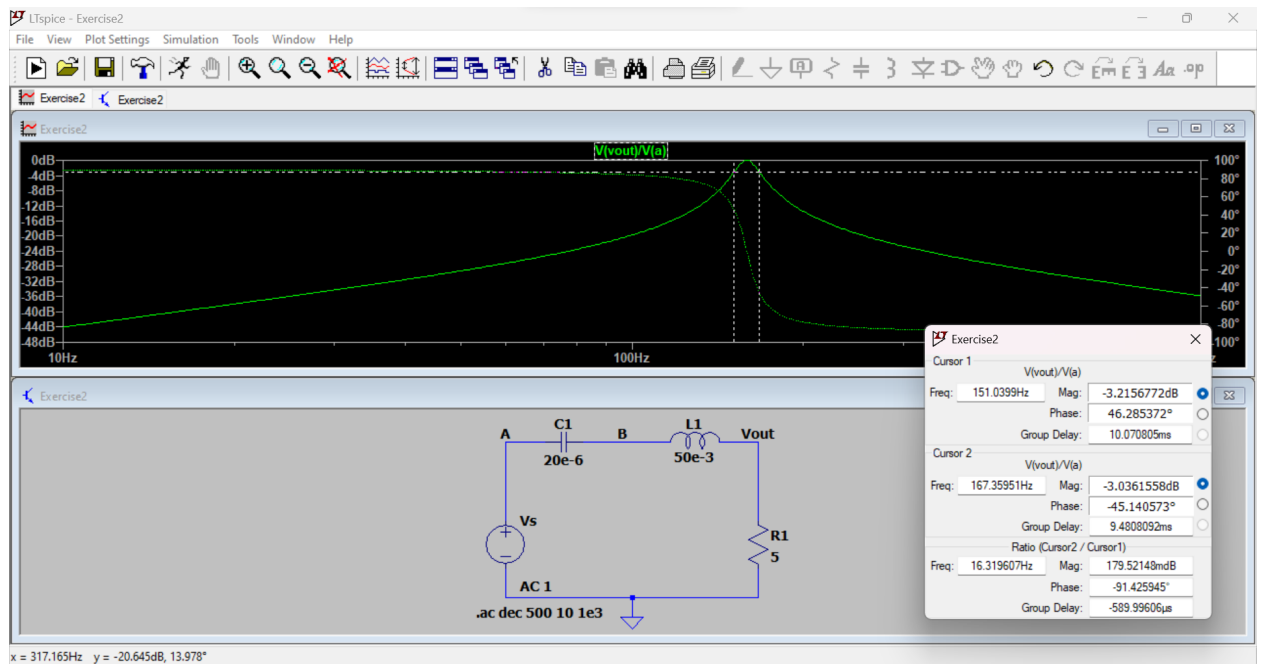 LTspice - Exercise2
File View Plot Settings Simulation Tools Window Help
Aa .op
Exercise2 Exercise2
Exercise2
V(vout)/V(a)
0dB
-4dB
-8dB
-12dB
-16dB
-20dB
-24dB
-28dB
-32dB
-36dB
-40dB
-44dB
-48dB
100°
80°
60°
40°
20°
0°
-20°
-40°
-60°
-80°
-100°
10Hz 100Hz
Exercise2
A C1 B L1 Vout
20e-6 50e-3
Vs
R1
5
AC 1
.ac dec 500 10 1e3
Exercise2
Cursor 1
V(vout)/V(a)
Freq: 151.0399Hz Mag: -3.2156772dB
Phase: 46.285372°
Group Delay: 10.070805ms
Cursor 2
V(vout)/V(a)
Freq: 167.35951Hz Mag: -3.0361558dB
Phase: -45.140573°
Group Delay: 9.4808092ms
Ratio (Cursor2 / Cursor1)
Freq: 16.319607Hz Mag: 179.52148mdB
Phase: -91.425945°
Group Delay: -589.99606µs
x = 317.165Hz y = -20.645dB, 13.978°